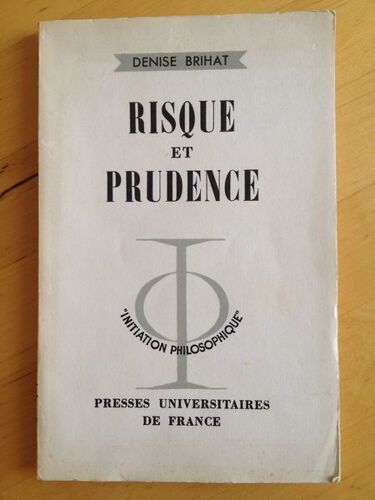 DENISE BRIHAT
RISQUE
ET
PRUDENCE
"INITIATION PHILOSOPHIQUE"
PRESSES UNIVERSITAIRES
DE FRANCE